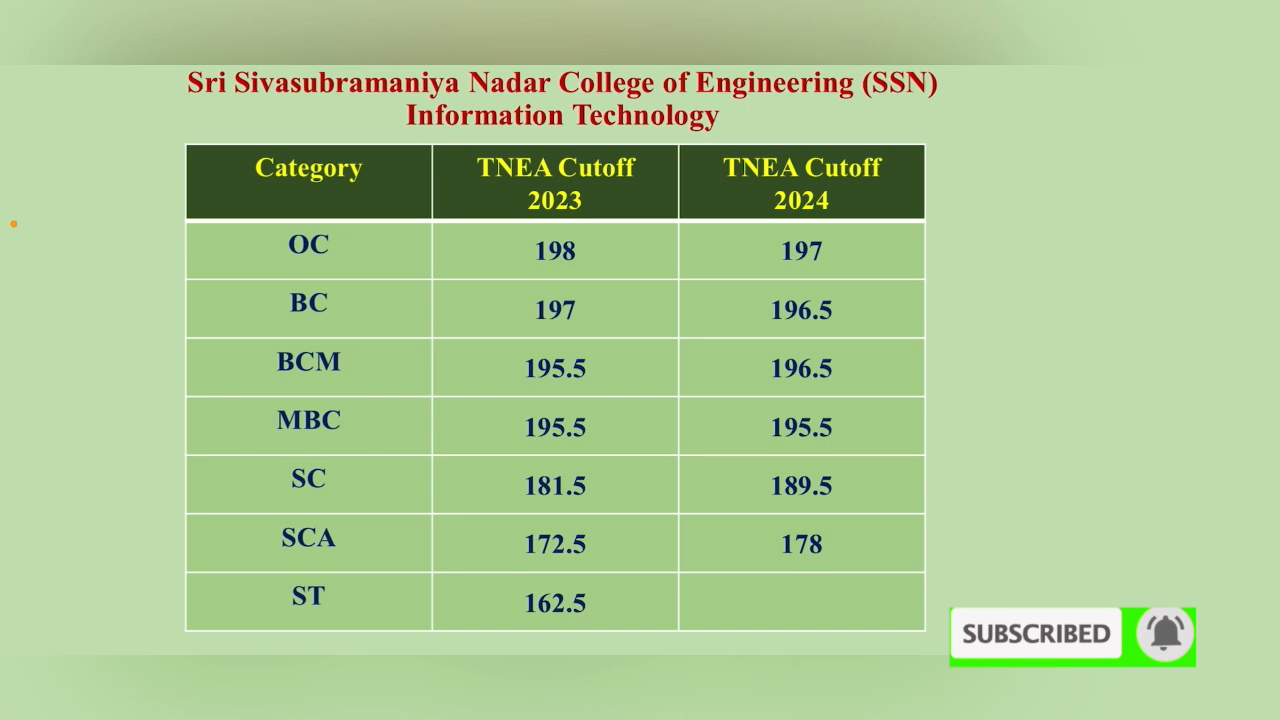 Sri Sivasubramaniya Nadar College of Engineering (SSN)
Information Technology
Category TNEA Cutoff 2023 TNEA Cutoff 2024
OC 198 197
BC 197 196.5
BCM 195.5 196.5
MBC 195.5 195.5
SC 181.5 189.5
SCA 172.5 178
ST 162.5
SUBSCRIBED